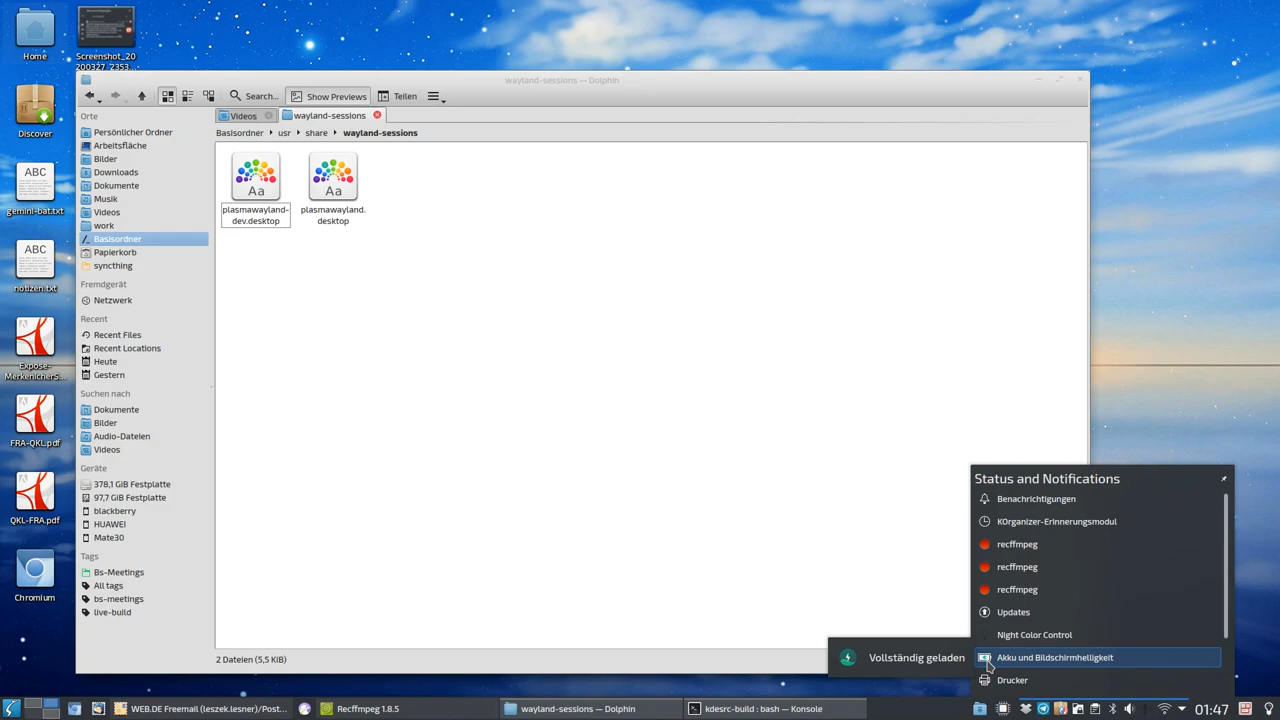 Home
Screenshot_20
200327_2353...
Discover
ABC
gemini-bat.txt
ABC
notizen.txt
Expose-
MerkenicherS...
FRA-QKL.pdf
QKL-FRA.pdf
Chromium
wayland-sessions — Dolphin
Search...
Show Previews
Teilen
Videos
wayland-sessions
Orte
Persönlicher Ordner
Arbeitsfläche
Bilder
Downloads
Dokumente
Musik
Videos
work
Basisordner
Papierkorb
syncthing
Fremdgerät
Netzwerk
Recent
Recent Files
Recent Locations
Heute
Gestern
Suchen nach
Dokumente
Bilder
Audio-Dateien
Videos
Geräte
378,1 GiB Festplatte
97,7 GiB Festplatte
blackberry
HUAWEI
Mate30
Tags
Bs-Meetings
All tags
bs-meetings
live-build
Basisordner > usr > share > wayland-sessions
Aa
plasmawayland-
dev.desktop
Aa
plasmawayland.
desktop
2 Dateien (5,5 KiB)
Vollständig geladen
Status and Notifications
Benachrichtigungen
KOrganizer-Erinnerungsmodul
recffmpeg
recffmpeg
recffmpeg
Updates
Night Color Control
Akku und Bildschirmhelligkeit
Drucker
WEB.DE Freemail (leszek.lesner)/Post...
Recffmpeg 1.8.5
wayland-sessions — Dolphin
kdesrc-build : bash — Konsole
01:47